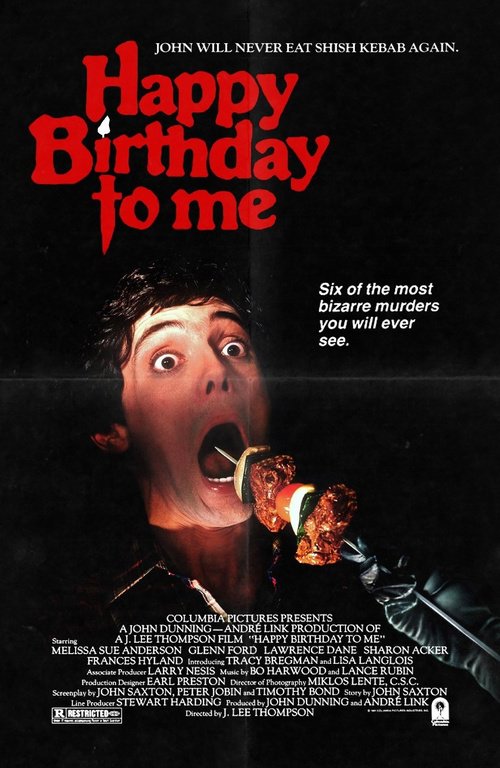 JOHN WILL NEVER EAT SHISH KEBAB AGAIN.
Happy
Birthday
to me
Six of the most
bizarre murders
you will ever
see.
COLUMBIA PICTURES PRESENTS
A JOHN DUNNING—ANDRÉ LINK PRODUCTION OF
A J. LEE THOMPSON FILM "HAPPY BIRTHDAY TO ME"
Starring
MELISSA SUE ANDERSON GLENN FORD LAWRENCE DANE SHARON ACKER
FRANCES HYLAND Introducing TRACY BREGMAN and LISA LANGLOIS
Associate Producer LARRY NESIS Music by BO HARWOOD and LANCE RUBIN
Production Designer EARL PRESTON Director of Photography MIKLOS LENTE, C.S.C.
Screenplay by JOHN SAXTON, PETER JOBIN and TIMOTHY BOND Story by JOHN SAXTON
Line Producer STEWART HARDING Produced by JOHN DUNNING and ANDRÉ LINK
Directed by J. LEE THOMPSON
R RESTRICTED